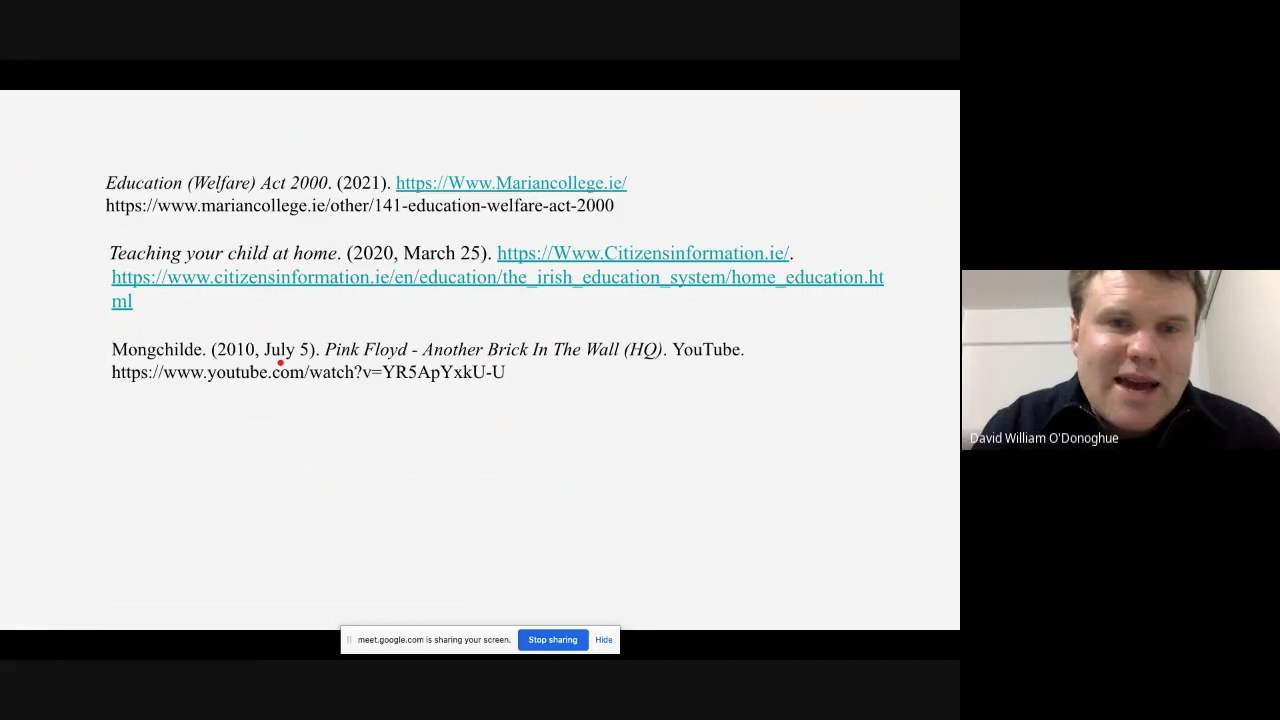 Education (Welfare) Act 2000. (2021). https://Www.Mariancollege.ie/
https://www.mariancollege.ie/other/141-education-welfare-act-2000
Teaching your child at home. (2020, March 25). https://Www.Citizensinformation.ie/.
https://www.citizensinformation.ie/en/education/the_irish_education_system/home_education.ht
ml
Mongchilde. (2010, July 5). Pink Floyd - Another Brick In The Wall (HQ). YouTube.
https://www.youtube.com/watch?v=YR5ApYxkU-U
David William O'Donoghue
meet.google.com is sharing your screen. Stop sharing Hide